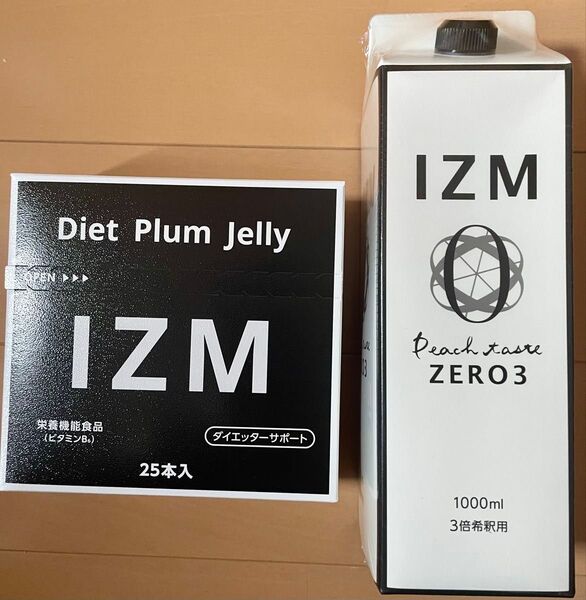 Diet Plum Jelly
OPEN ▶▶▶
IZM
栄養機能食品
(ビタミンB₆)
ダイエッターサポート
25本入
IZM
0
Peach taste
ZERO3
1000ml
3倍希釈用